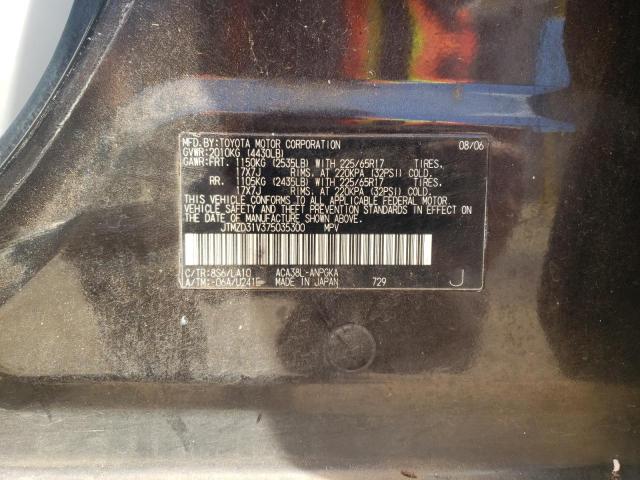 MFD.BY:TOYOTA MOTOR CORPORATION 08/06
GVWR:2010KG (4430LB)
GAWR:FRT. 1150KG (2535LB) WITH 225/65R17 TIRES.
17X7J RIMS, AT 220KPA (32PSI) COLD.
RR. 1105KG (2435LB) WITH 225/65R17 TIRES.
17X7J RIMS, AT 220KPA (32PSI) COLD.
THIS VEHICLE CONFORMS TO ALL APPLICABLE FEDERAL MOTOR
VEHICLE SAFETY AND THEFT PREVENTION STANDARDS IN EFFECT
ON THE DATE OF MANUFACTURE SHOWN ABOVE.
JTMZD31V375035300 MPV
C/TR:8S6/LA10 ACA38L-ANPGKA
A/TM:-06A/U241E MADE IN JAPAN 729 J